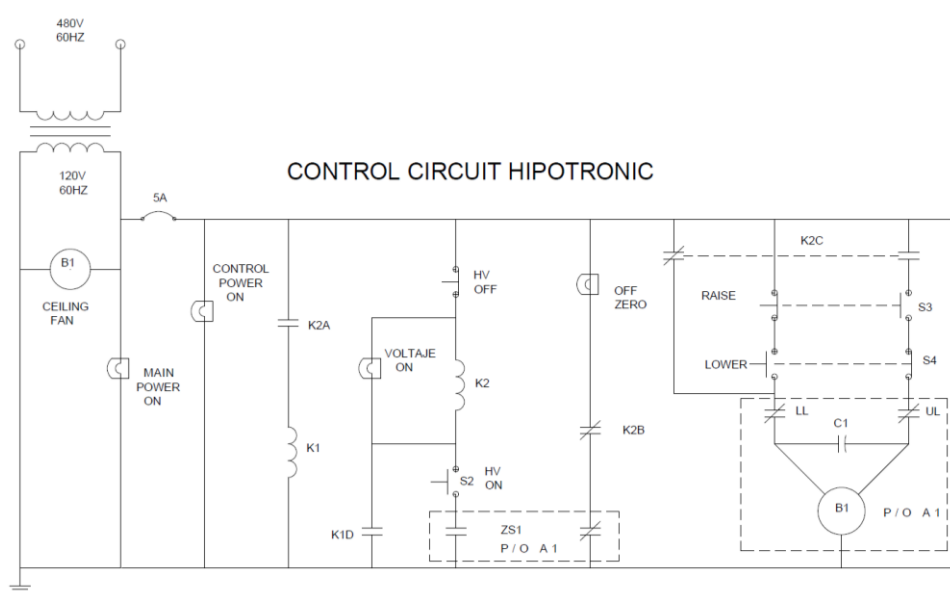 480V
60HZ
120V
60HZ
CONTROL CIRCUIT HIPOTRONIC
5A
B1
CEILING
FAN
MAIN
POWER
ON
CONTROL
POWER
ON
K2A
K1
HV
OFF
VOLTAJE
ON
K2
S2
HV
ON
K1D
ZS1
P / O A 1
OFF
ZERO
K2B
K2C
RAISE
S3
LOWER
S4
LL
UL
C1
B1
P / O A 1